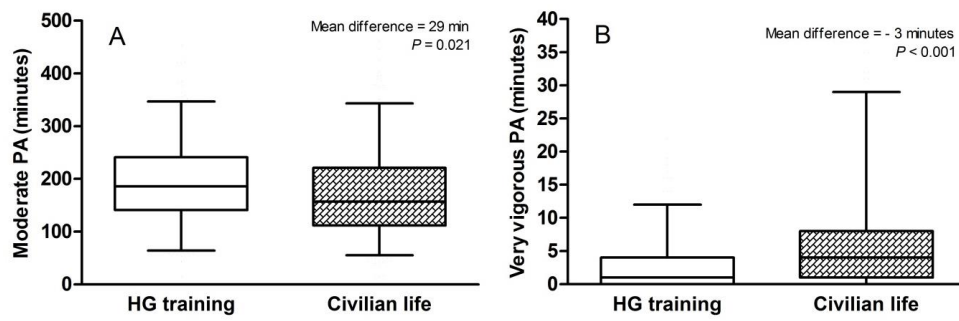 A
Mean difference = 29 min
P = 0.021
Moderate PA (minutes)
500
400
300
200
100
0
HG training
Civilian life
B
Mean difference = - 3 minutes
P < 0.001
Very vigorous PA (minutes)
40
35
30
25
20
15
10
5
0
HG training
Civilian life